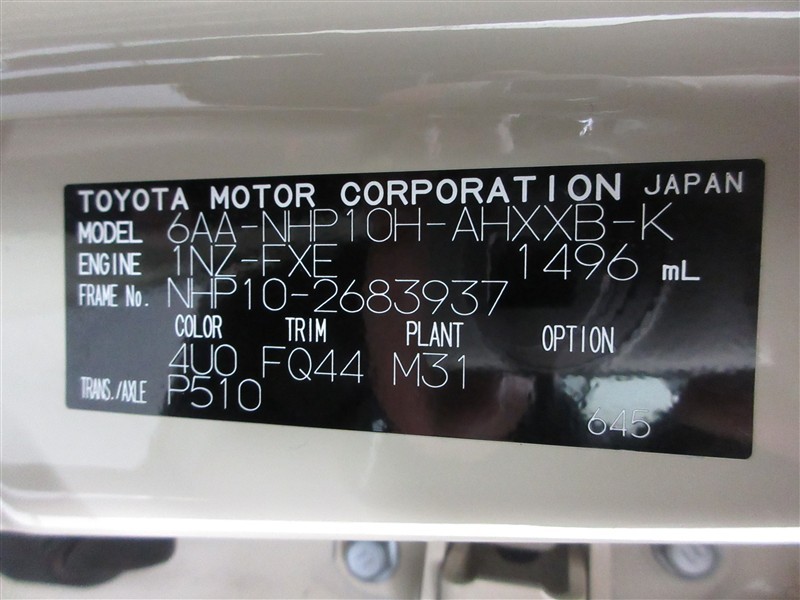 TOYOTA MOTOR CORPORATION JAPAN
MODEL 6AA-NHP10H-AHXXB-K
ENGINE 1NZ-FXE 1496 mL
FRAME No. NHP10-2683937
COLOR TRIM PLANT OPTION
4U0 FQ44 M31
TRANS./AXLE P510
645